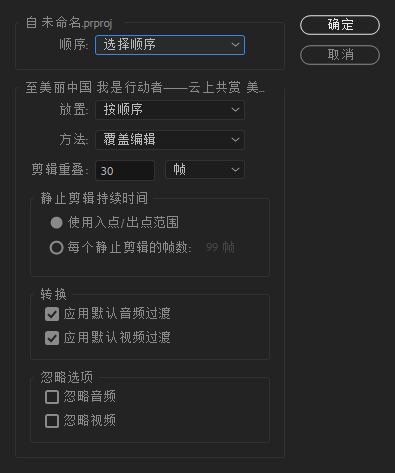 自 未命名.prproj
顺序: 选择顺序
确定
取消
至美丽中国 我是行动者——云上共赏 美...
放置: 按顺序
方法: 覆盖编辑
剪辑重叠: 30 帧
静止剪辑持续时间
使用入点/出点范围
每个静止剪辑的帧数: 99 帧
转换
应用默认音频过渡
应用默认视频过渡
忽略选项
忽略音频
忽略视频